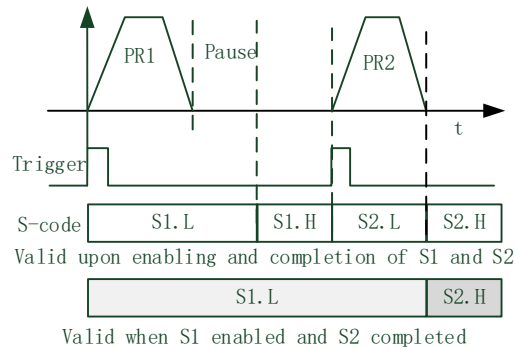 PR1
Pause
PR2
t
Trigger
S-code S1.L S1.H S2.L S2.H
Valid upon enabling and completion of S1 and S2
S1.L S2.H
Valid when S1 enabled and S2 completed